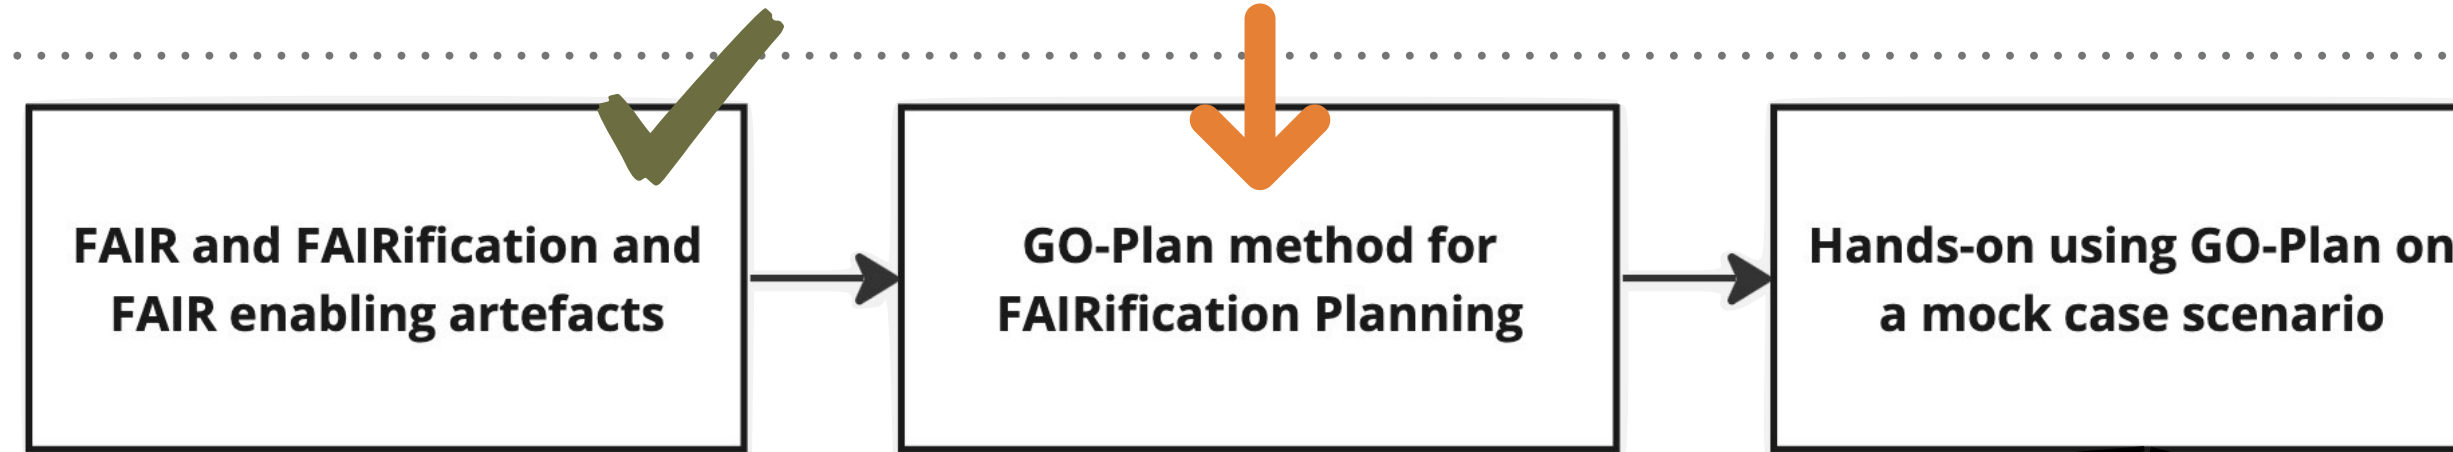 FAIR and FAIRification and
FAIR enabling artefacts
GO-Plan method for
FAIRification Planning
Hands-on using GO-Plan on
a mock case scenario